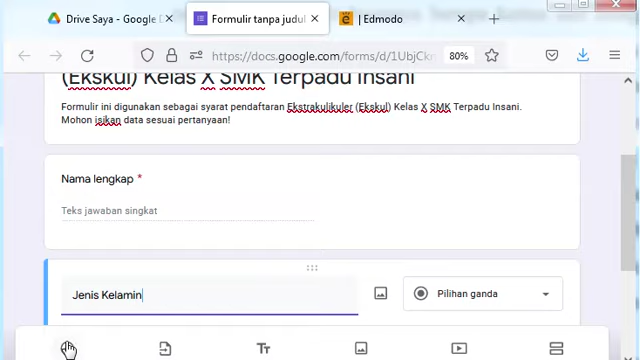 Drive Saya - Google D
Formulir tanpa judul
| Edmodo
https://docs.google.com/forms/d/1UbjCkn
80%
(Ekskul) Kelas X SMK Terpadu Insani
Formulir ini digunakan sebagai syarat pendaftaran Ekstrakulikuler (Ekskul) Kelas X SMK Terpadu Insani.
Mohon isikan data sesuai pertanyaan!
Nama lengkap *
Teks jawaban singkat
Jenis Kelamin
Pilihan ganda
Tt